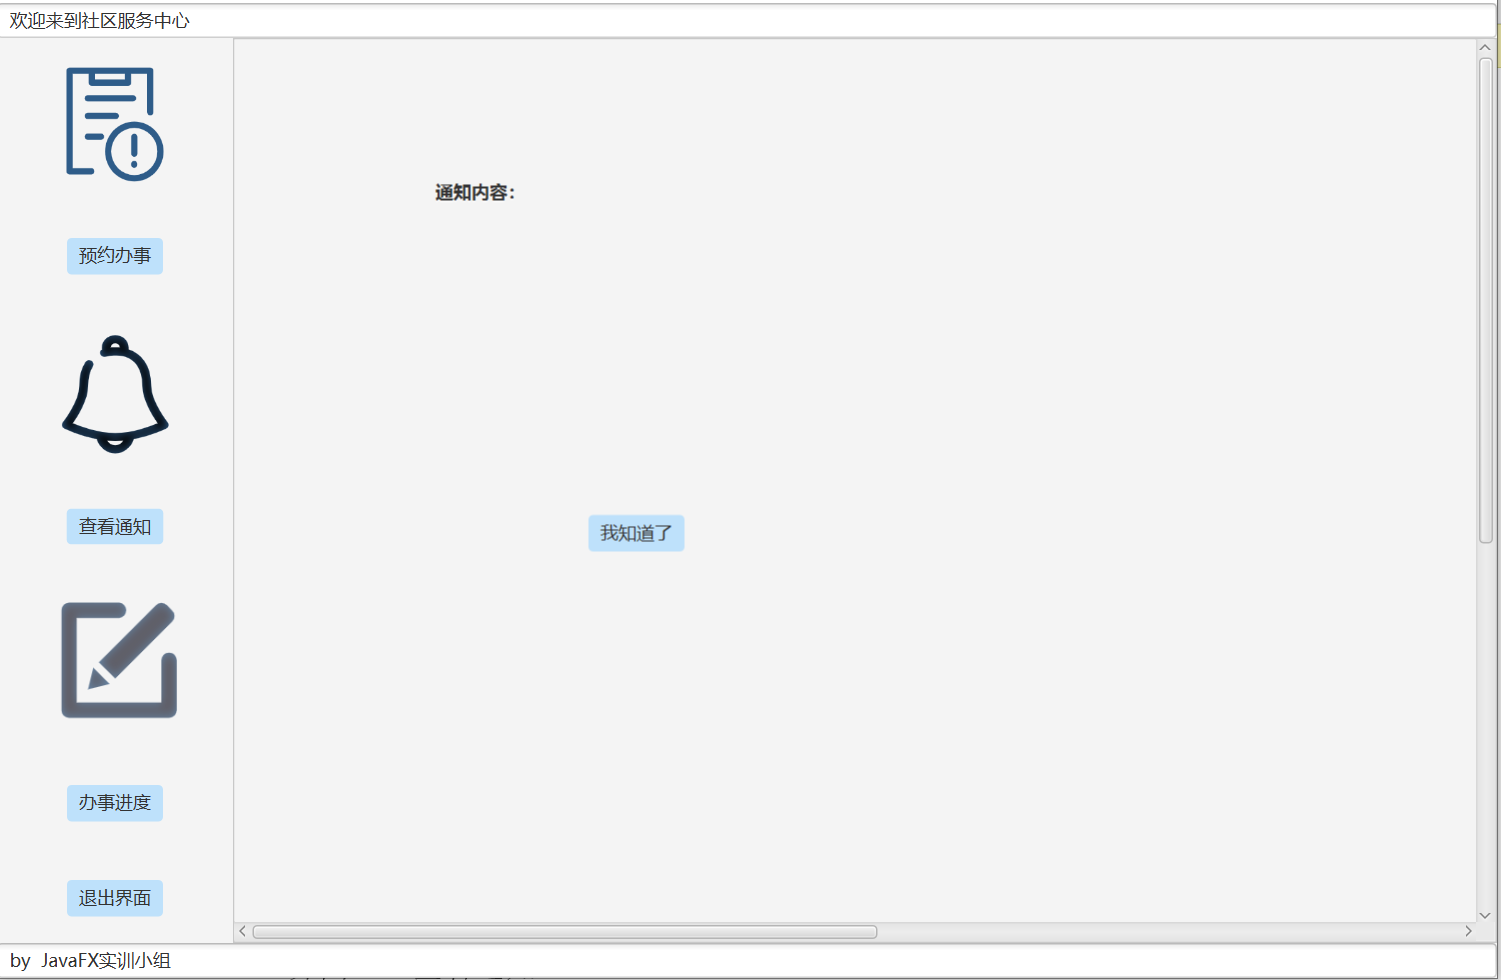 欢迎来到社区服务中心
预约办事
查看通知
办事进度
退出界面
通知内容：
我知道了
by JavaFX实训小组